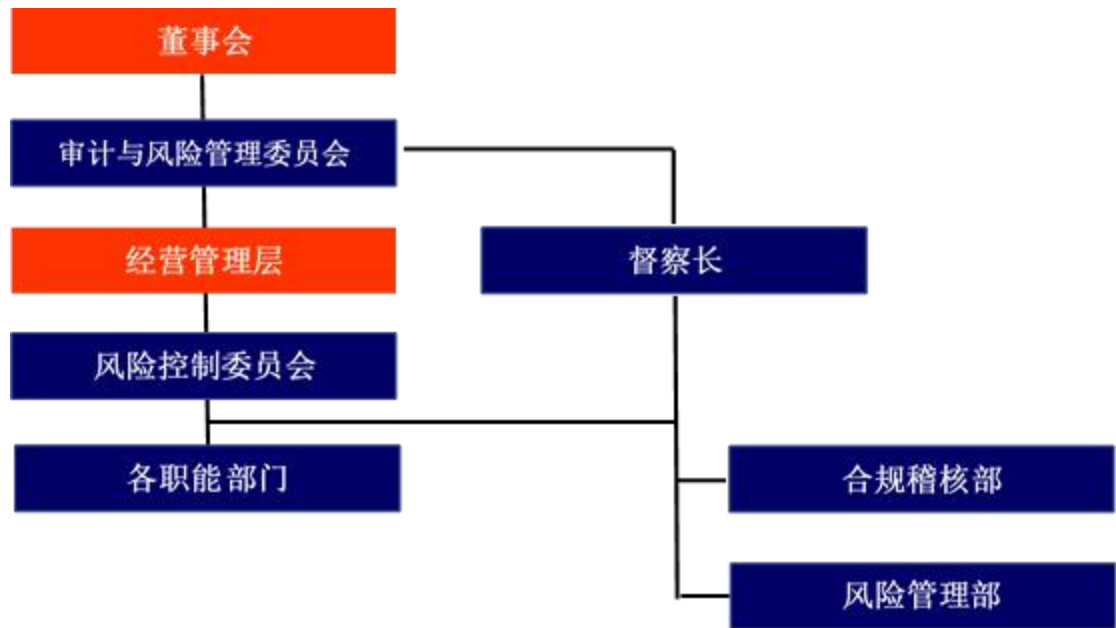 董事会
审计与风险管理委员会
经营管理层
督察长
风险控制委员会
各职能部门
合规稽核部
风险管理部